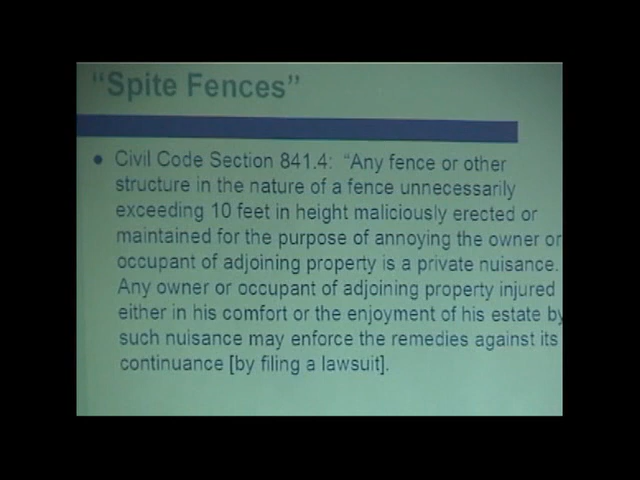 “Spite Fences”
• Civil Code Section 841.4: “Any fence or other
structure in the nature of a fence unnecessarily
exceeding 10 feet in height maliciously erected or
maintained for the purpose of annoying the owner or
occupant of adjoining property is a private nuisance.
Any owner or occupant of adjoining property injured
either in his comfort or the enjoyment of his estate by
such nuisance may enforce the remedies against its
continuance [by filing a lawsuit].